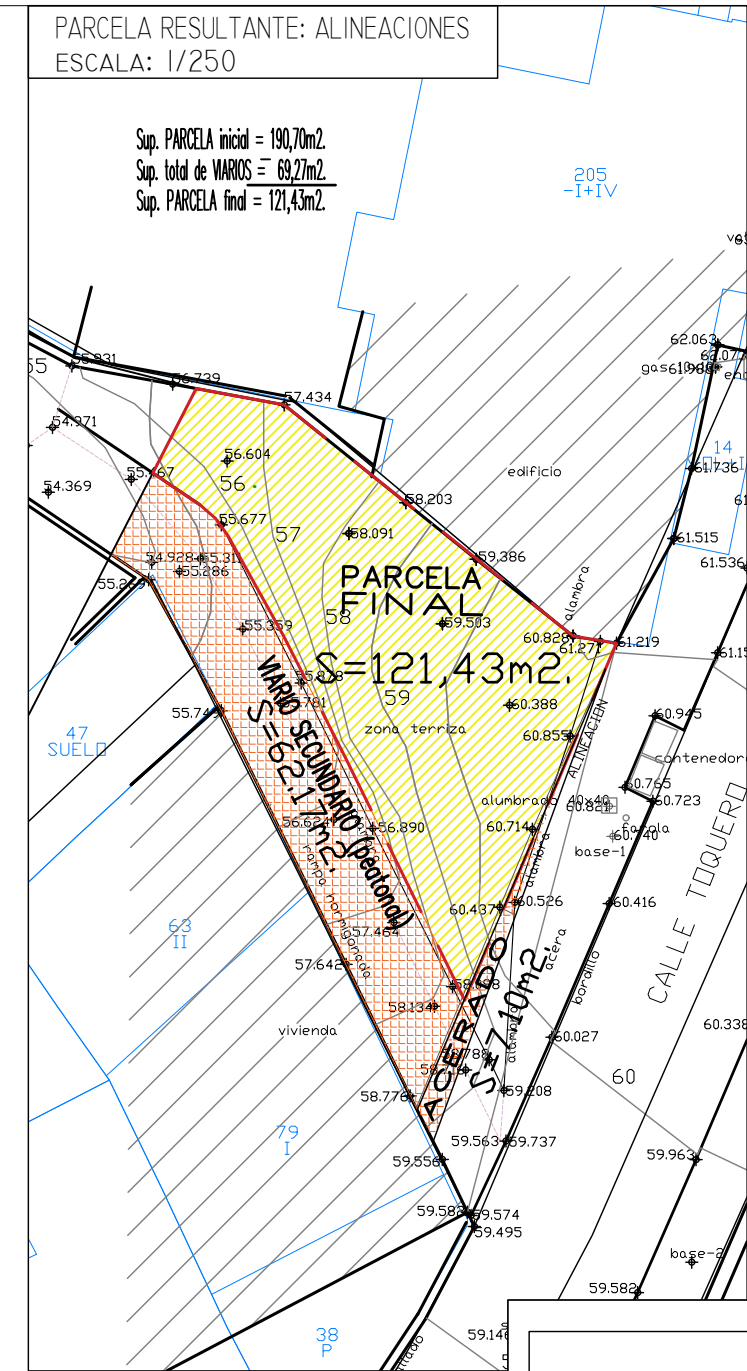 PARCELA RESULTANTE: ALINEACIONES
ESCALA: 1/250
Sup. PARCELA inicial = 190,70m2.
Sup. total de VIARIOS = 69,27m2.
Sup. PARCELA final = 121,43m2.
205
-I+IV
62.063
55.931
56.739
57.434
54.971
14
61.736
edificio
56.604
54.369
56
58.203
55.677
57
58.091
61.515
59.386
61.536
54.928
55.286
PARCELA
FINAL
58
59.503
alambra
60.828
61.271
61.219
55.359
S=121,43m2.
59
60.388
60.945
55.749
zona terriza
60.855
ALINEACION
47
SUELO
VIARIO SECUNDARIO (peatonal)
S=62,17m2.
60.765
60.723
alumbrado 40x40
56.624
56.890
60.714
base-1
alambra
CALLE TOQUERO
rampa hormigonada
60.437
60.526
60.416
63
II
57.464
57.642
acera
bordillo
58.134
ACERADO
S=7,10m2.
vivienda
60.027
60.338
58.776
59.208
60
79
I
59.563
59.737
59.556
59.963
59.582
59.574
59.495
base-2
59.582
38
P